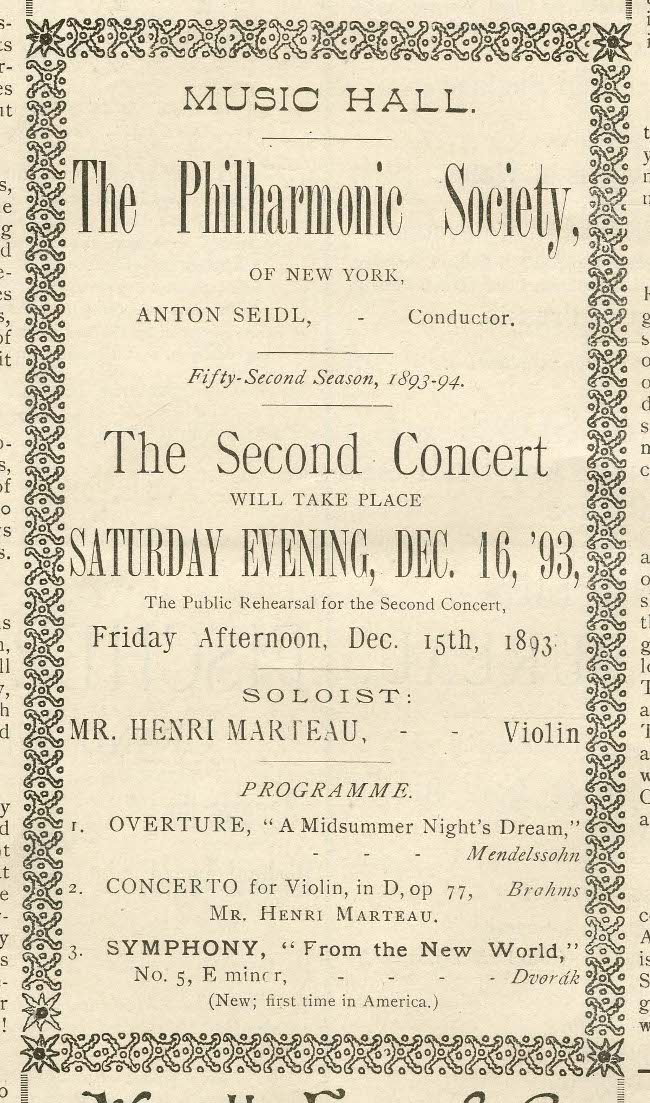 MUSIC HALL.
The Philharmonic Society,
OF NEW YORK,
ANTON SEIDL, - Conductor.
Fifty-Second Season, 1893-94.
The Second Concert
WILL TAKE PLACE
SATURDAY EVENING, DEC. 16, '93,
The Public Rehearsal for the Second Concert,
Friday Afternoon, Dec. 15th, 1893.
SOLOIST:
MR. HENRI MARTEAU, - - Violin
PROGRAMME.
1. OVERTURE, "A Midsummer Night's Dream,"
- - - Mendelssohn
2. CONCERTO for Violin, in D, op 77, Brahms
MR. HENRI MARTEAU.
3. SYMPHONY, "From the New World,"
No. 5, E minor, - - - - Dvorák
(New; first time in America.)